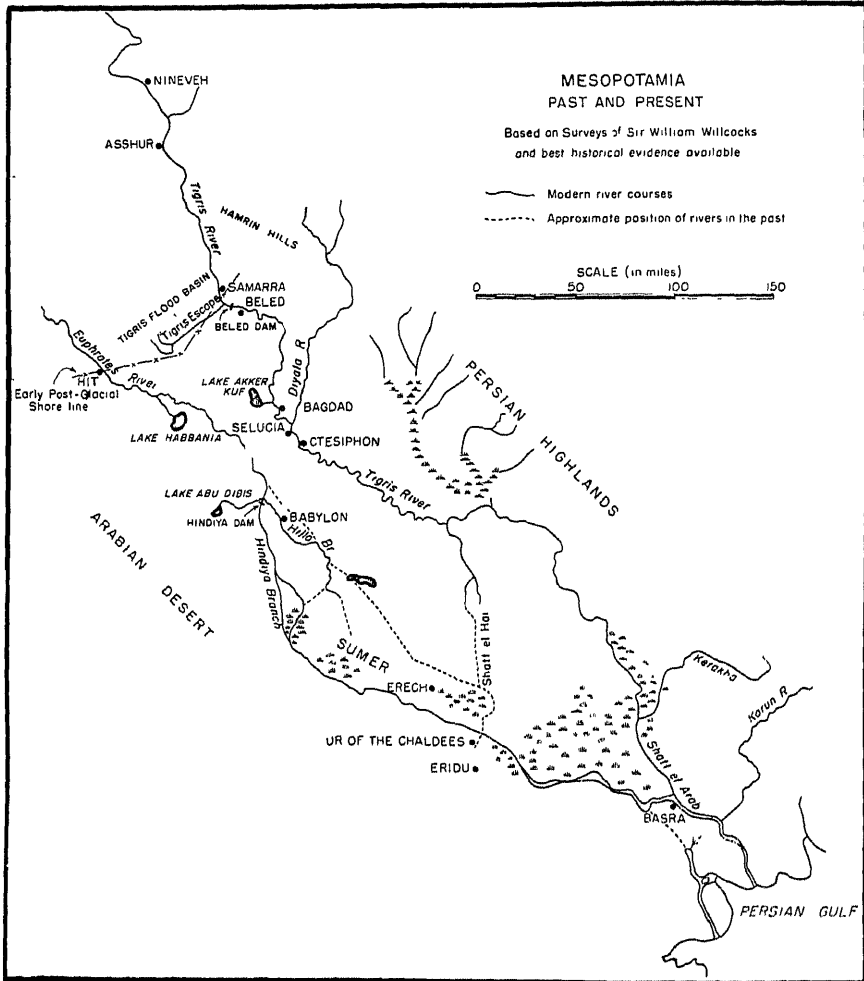 MESOPOTAMIA
PAST AND PRESENT
Based on Surveys of Sir William Willcocks
and best historical evidence available
Modern river courses
Approximate position of rivers in the past
SCALE (in miles)
0 50 100 150
NINEVEH
ASSHUR
Tigris River
HAMRIN HILLS
TIGRIS FLOOD BASIN
Tigris Escape
SAMARRA
BELED
BELED DAM
Euphrates River
HIT
Early Post-Glacial
Shore line
LAKE HABBANIA
LAKE AKKER
KUF
Diyala R
BAGDAD
SELUCIA
CTESIPHON
Tigris River
PERSIAN HIGHLANDS
LAKE ABU DIBIS
HINDIYA DAM
BABYLON
Hilla Br
Hindiya Branch
ARABIAN DESERT
SUMER
Shatt el Hai
ERECH
UR OF THE CHALDEES
ERIDU
Kerakha
Karun R
Shatt el Arab
BASRA
PERSIAN GULF